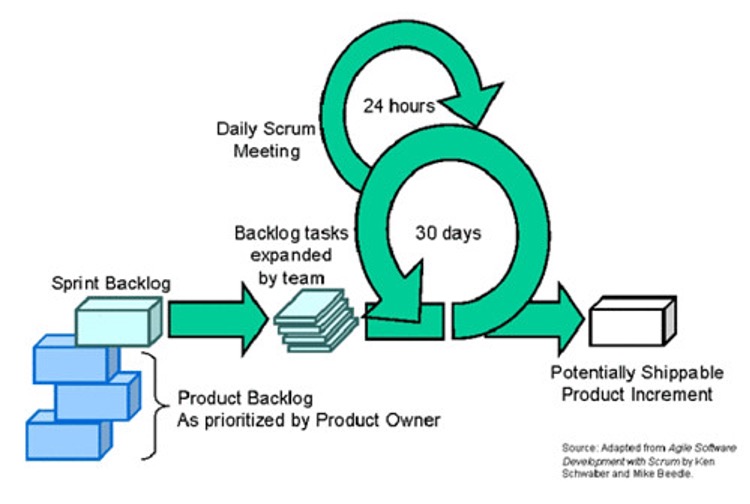 24 hours
Daily Scrum
Meeting
Backlog tasks
expanded
by team
30 days
Sprint Backlog
Potentially Shippable
Product Increment
Product Backlog
As prioritized by Product Owner
Source: Adapted from Agile Software
Development with Scrum by Ken
Schwaber and Mike Beedle.